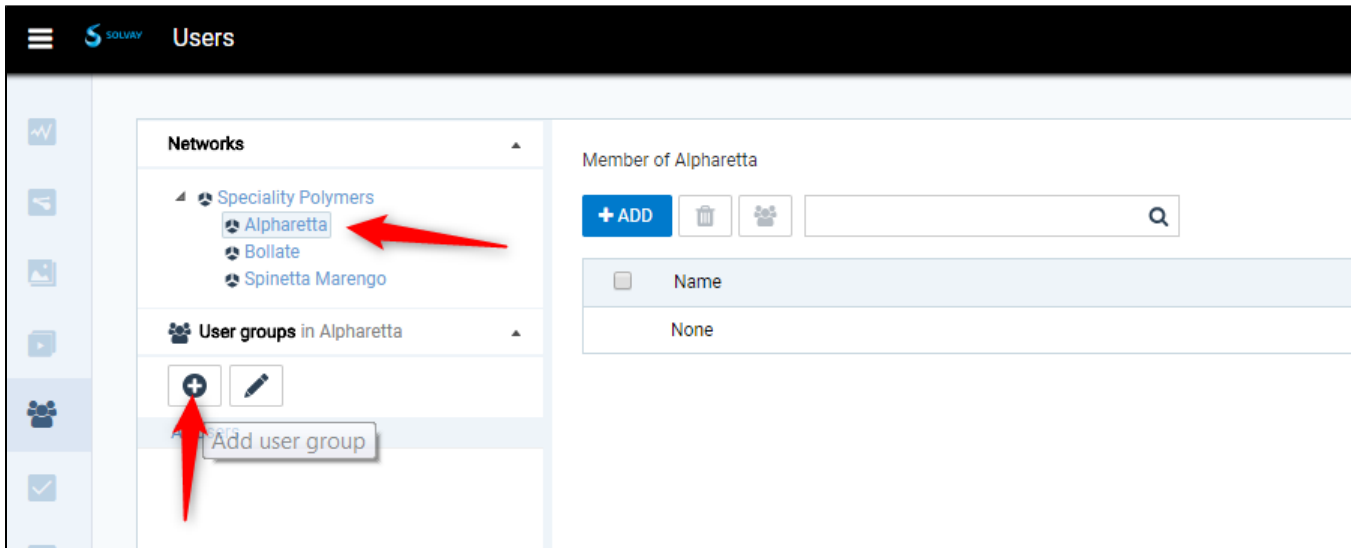 SOLVAY Users
Networks
Speciality Polymers
Alpharetta
Bollate
Spinetta Marengo
User groups in Alpharetta
Add user group
Member of Alpharetta
+ ADD
Name
None